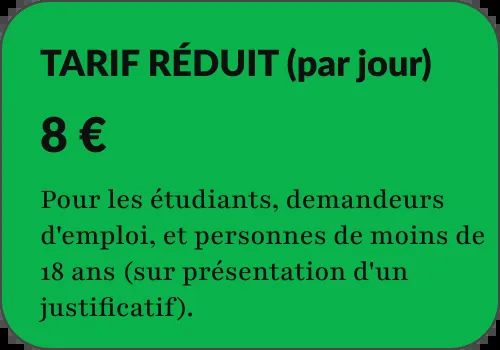 TARIF RÉDUIT (par jour)
8 €
Pour les étudiants, demandeurs
d'emploi, et personnes de moins de
18 ans (sur présentation d'un
justificatif).